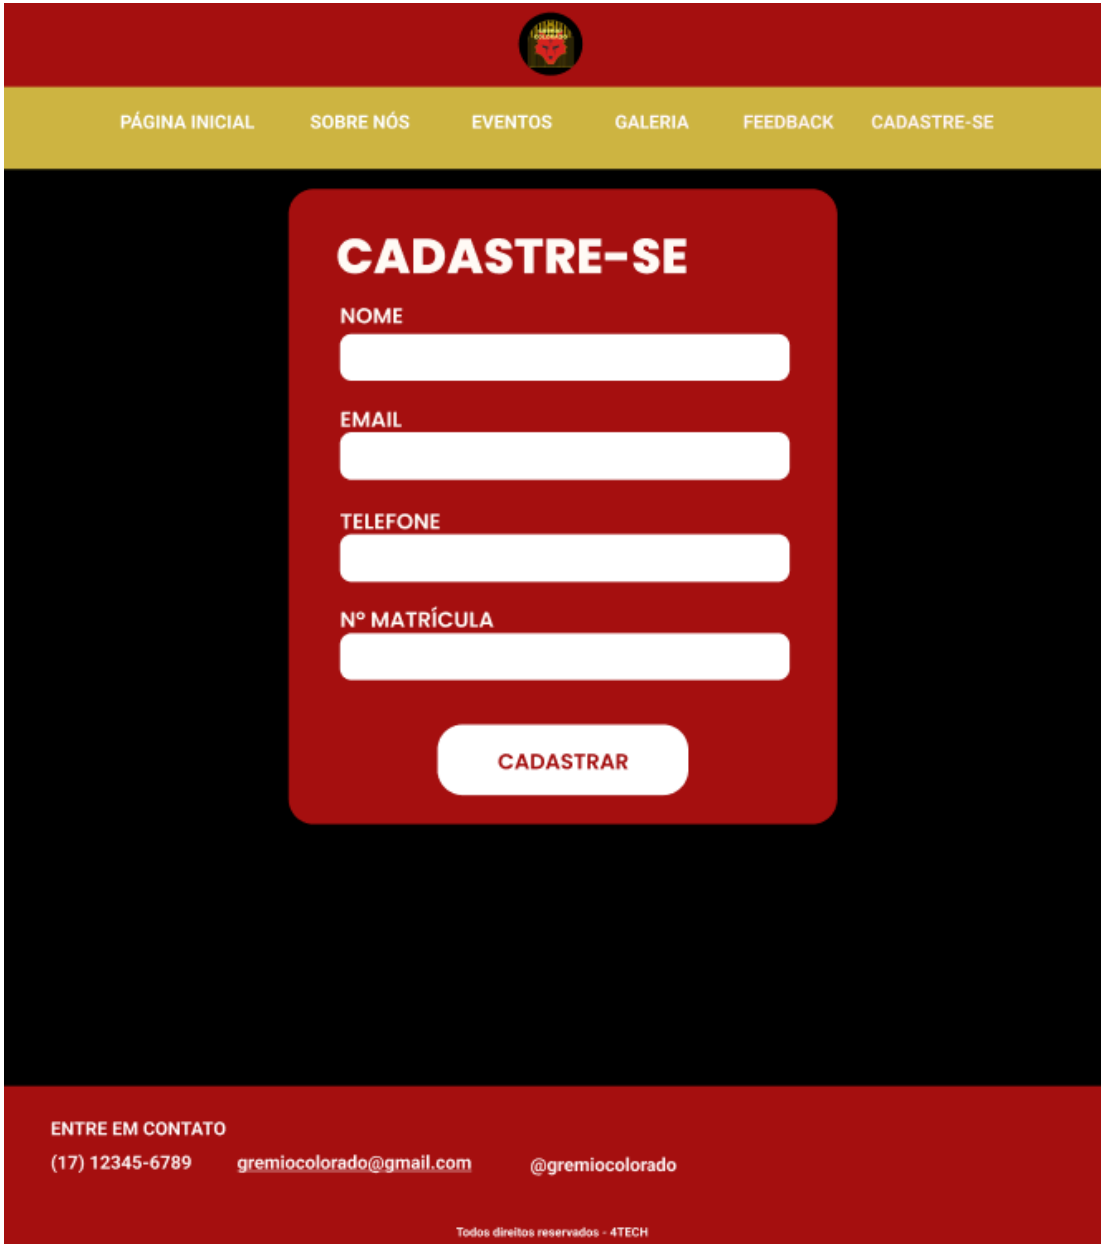 COLORADO
PÁGINA INICIAL SOBRE NÓS EVENTOS GALERIA FEEDBACK CADASTRE-SE
CADASTRE-SE
NOME
EMAIL
TELEFONE
Nº MATRÍCULA
CADASTRAR
ENTRE EM CONTATO
(17) 12345-6789 gremiocolorado@gmail.com @gremiocolorado
Todos direitos reservados - 4TECH